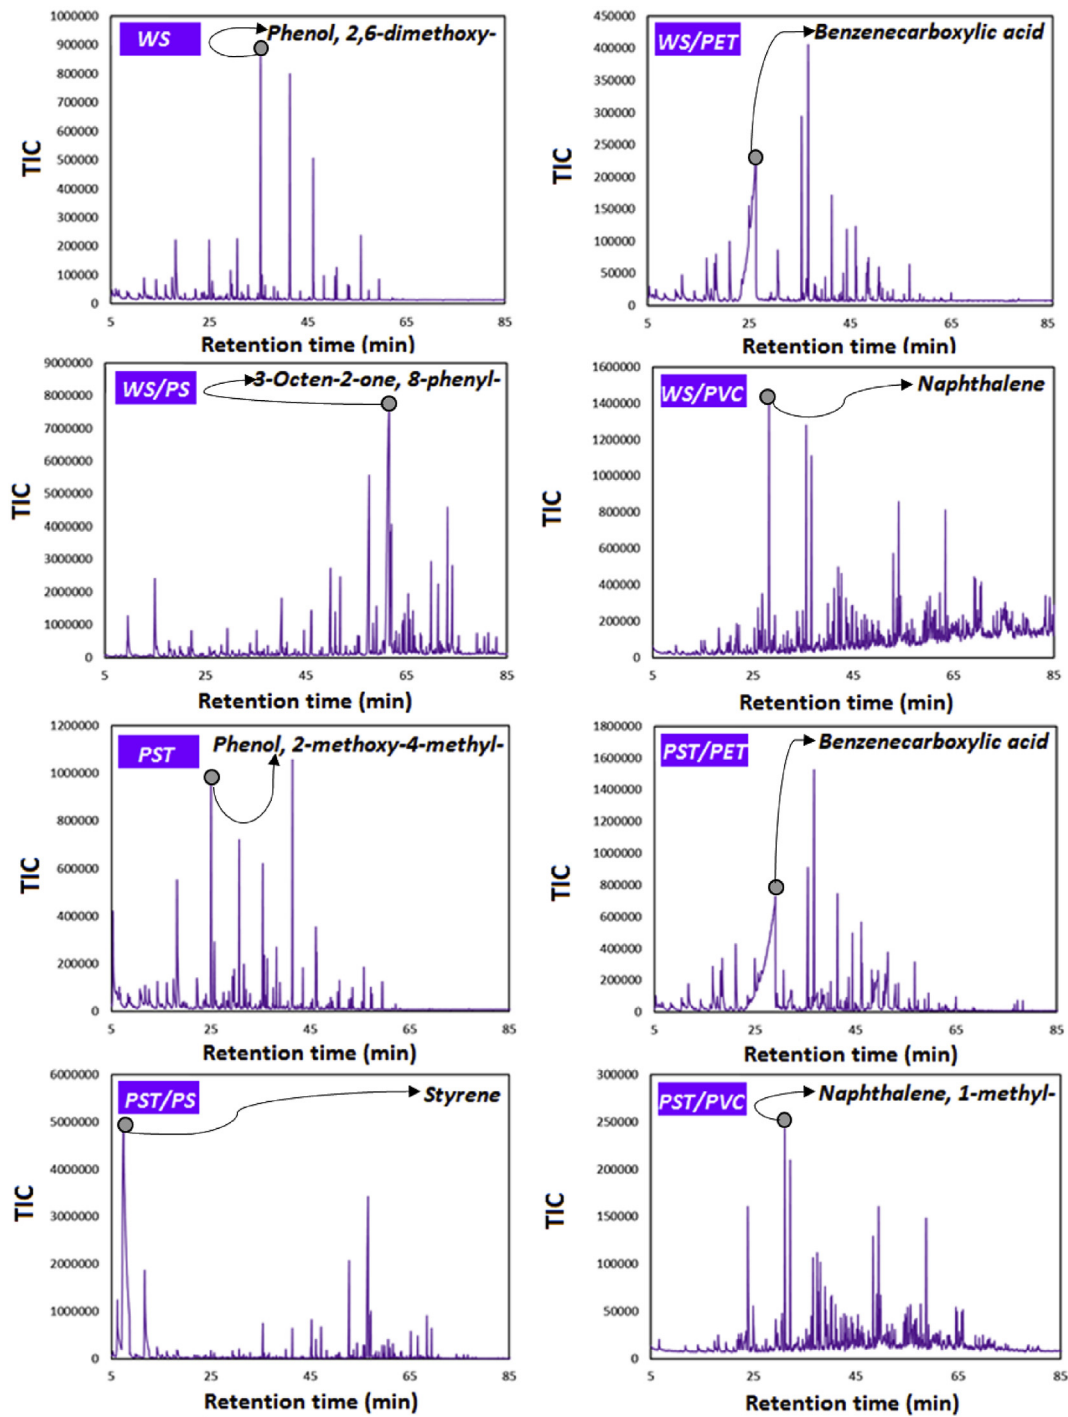 WS
Phenol, 2,6-dimethoxy-
TIC
1000000
900000
800000
700000
600000
500000
400000
300000
200000
100000
0
5 25 45 65 85
Retention time (min)
WS/PET
Benzenecarboxylic acid
TIC
450000
400000
350000
300000
250000
200000
150000
100000
50000
0
5 25 45 65 85
Retention time (min)
WS/PS
3-Octen-2-one, 8-phenyl-
TIC
9000000
8000000
7000000
6000000
5000000
4000000
3000000
2000000
1000000
0
5 25 45 65 85
Retention time (min)
WS/PVC
Naphthalene
TIC
1600000
1400000
1200000
1000000
800000
600000
400000
200000
0
5 25 45 65 85
Retention time (min)
PST
Phenol, 2-methoxy-4-methyl-
TIC
1200000
1000000
800000
600000
400000
200000
0
5 25 45 65 85
Retention time (min)
PST/PET
Benzenecarboxylic acid
TIC
1800000
1600000
1400000
1200000
1000000
800000
600000
400000
200000
0
5 25 45 65 85
Retention time (min)
PST/PS
Styrene
TIC
6000000
5000000
4000000
3000000
2000000
1000000
0
5 25 45 65 85
Retention time (min)
PST/PVC
Naphthalene, 1-methyl-
TIC
300000
250000
200000
150000
100000
50000
0
5 25 45 65 85
Retention time (min)